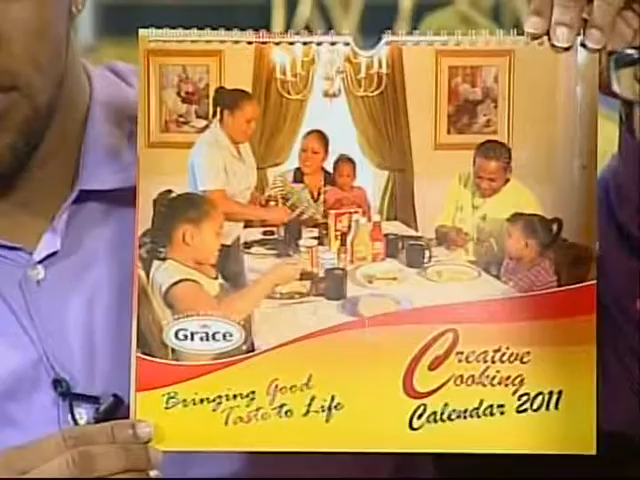 Grace
Bringing Good
Taste to Life
Creative
Cooking
Calendar 2011